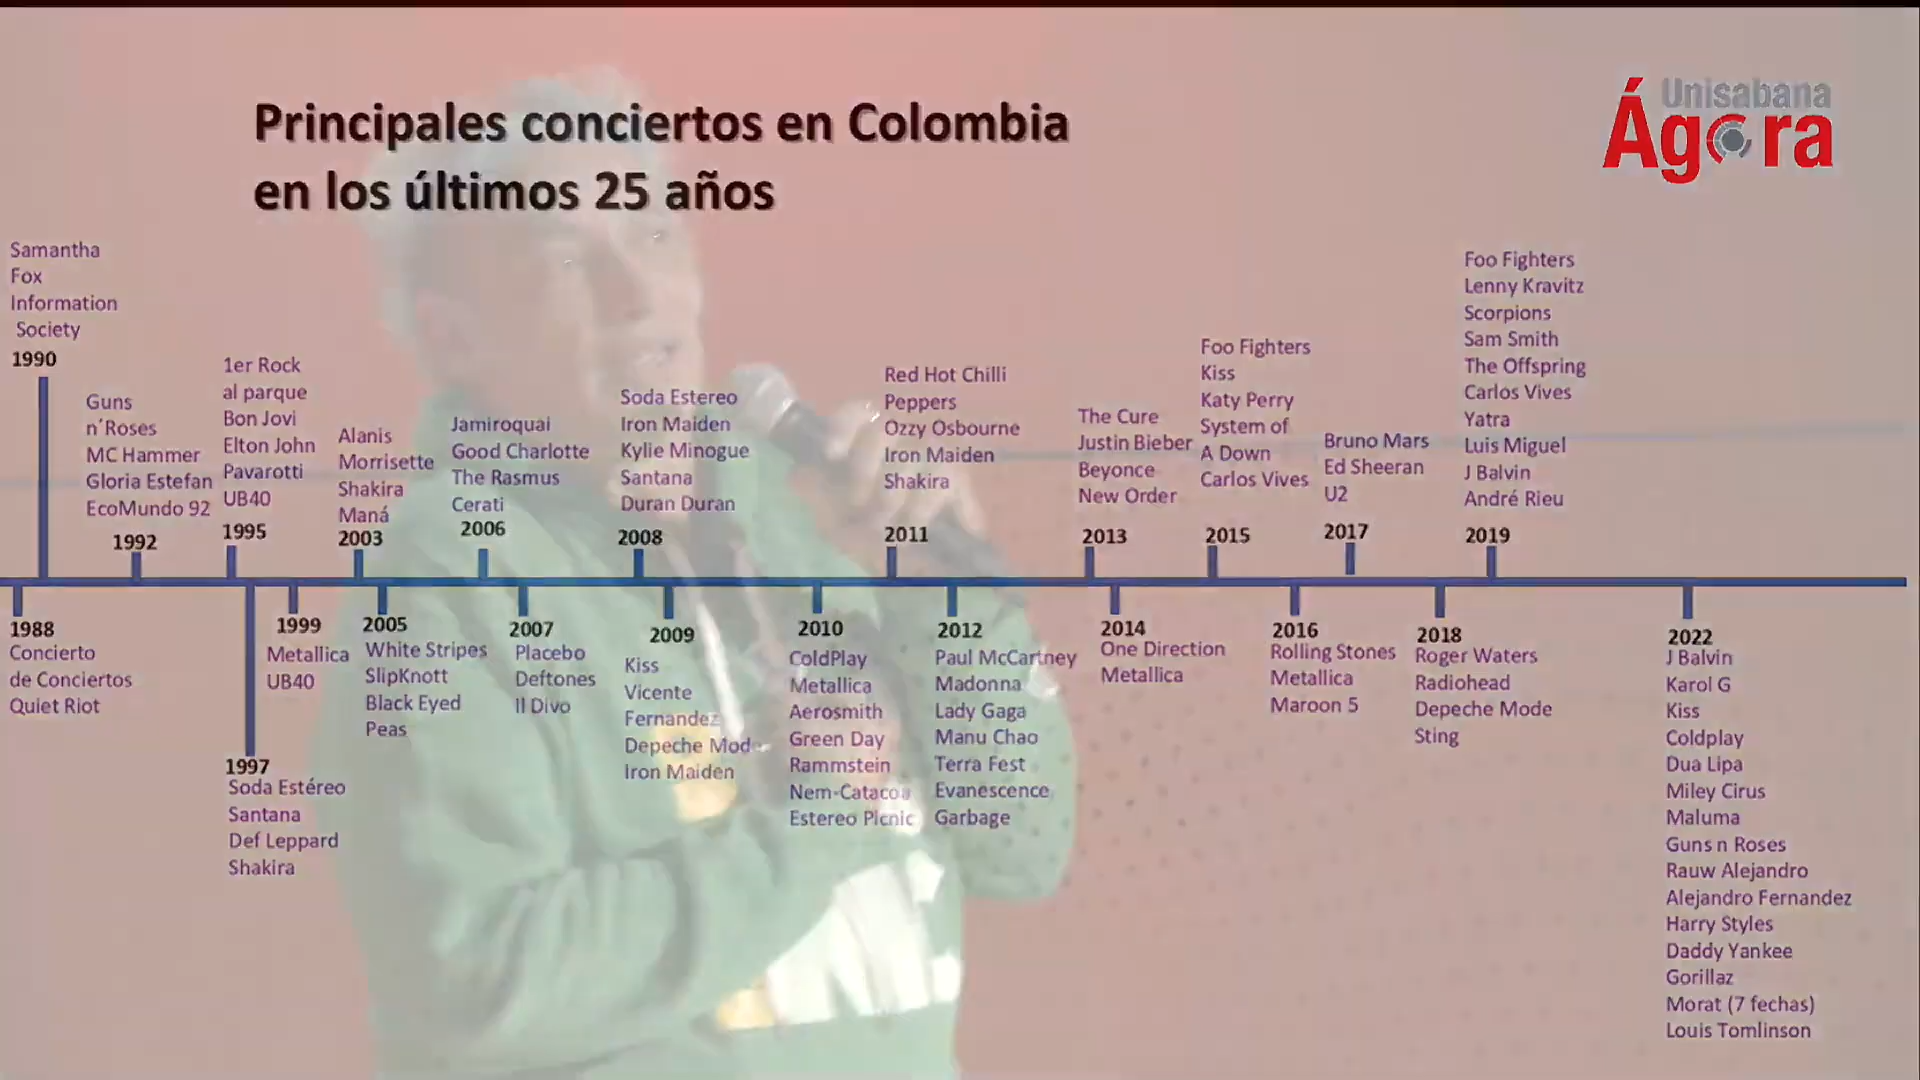 Principales conciertos en Colombia
en los últimos 25 años
Unisabana
Ágora
Samantha
Fox
Information
Society
1990
Guns
n´Roses
MC Hammer
Gloria Estefan
EcoMundo 92
1992
1er Rock
al parque
Bon Jovi
Elton John
Pavarotti
UB40
1995
Alanis
Morrisette
Shakira
Maná
2003
Jamiroquai
Good Charlotte
The Rasmus
Cerati
2006
Soda Estereo
Iron Maiden
Kylie Minogue
Santana
Duran Duran
2008
Red Hot Chilli
Peppers
Ozzy Osbourne
Iron Maiden
Shakira
2011
The Cure
Justin Bieber
Beyonce
New Order
2013
Foo Fighters
Kiss
Katy Perry
System of
A Down
Carlos Vives
2015
Bruno Mars
Ed Sheeran
U2
2017
Foo Fighters
Lenny Kravitz
Scorpions
Sam Smith
The Offspring
Carlos Vives
Yatra
Luis Miguel
J Balvin
André Rieu
2019
1988
Concierto
de Conciertos
Quiet Riot
1997
Soda Estéreo
Santana
Def Leppard
Shakira
1999
Metallica
UB40
2005
White Stripes
SlipKnott
Black Eyed
Peas
2007
Placebo
Deftones
Il Divo
2009
Kiss
Vicente
Fernandez
Depeche Mode
Iron Maiden
2010
ColdPlay
Metallica
Aerosmith
Green Day
Rammstein
Nem-Catacoa
Estereo Picnic
2012
Paul McCartney
Madonna
Lady Gaga
Manu Chao
Terra Fest
Evanescence
Garbage
2014
One Direction
Metallica
2016
Rolling Stones
Metallica
Maroon 5
2018
Roger Waters
Radiohead
Depeche Mode
Sting
2022
J Balvin
Karol G
Kiss
Coldplay
Dua Lipa
Miley Cirus
Maluma
Guns n Roses
Rauw Alejandro
Alejandro Fernandez
Harry Styles
Daddy Yankee
Gorillaz
Morat (7 fechas)
Louis Tomlinson